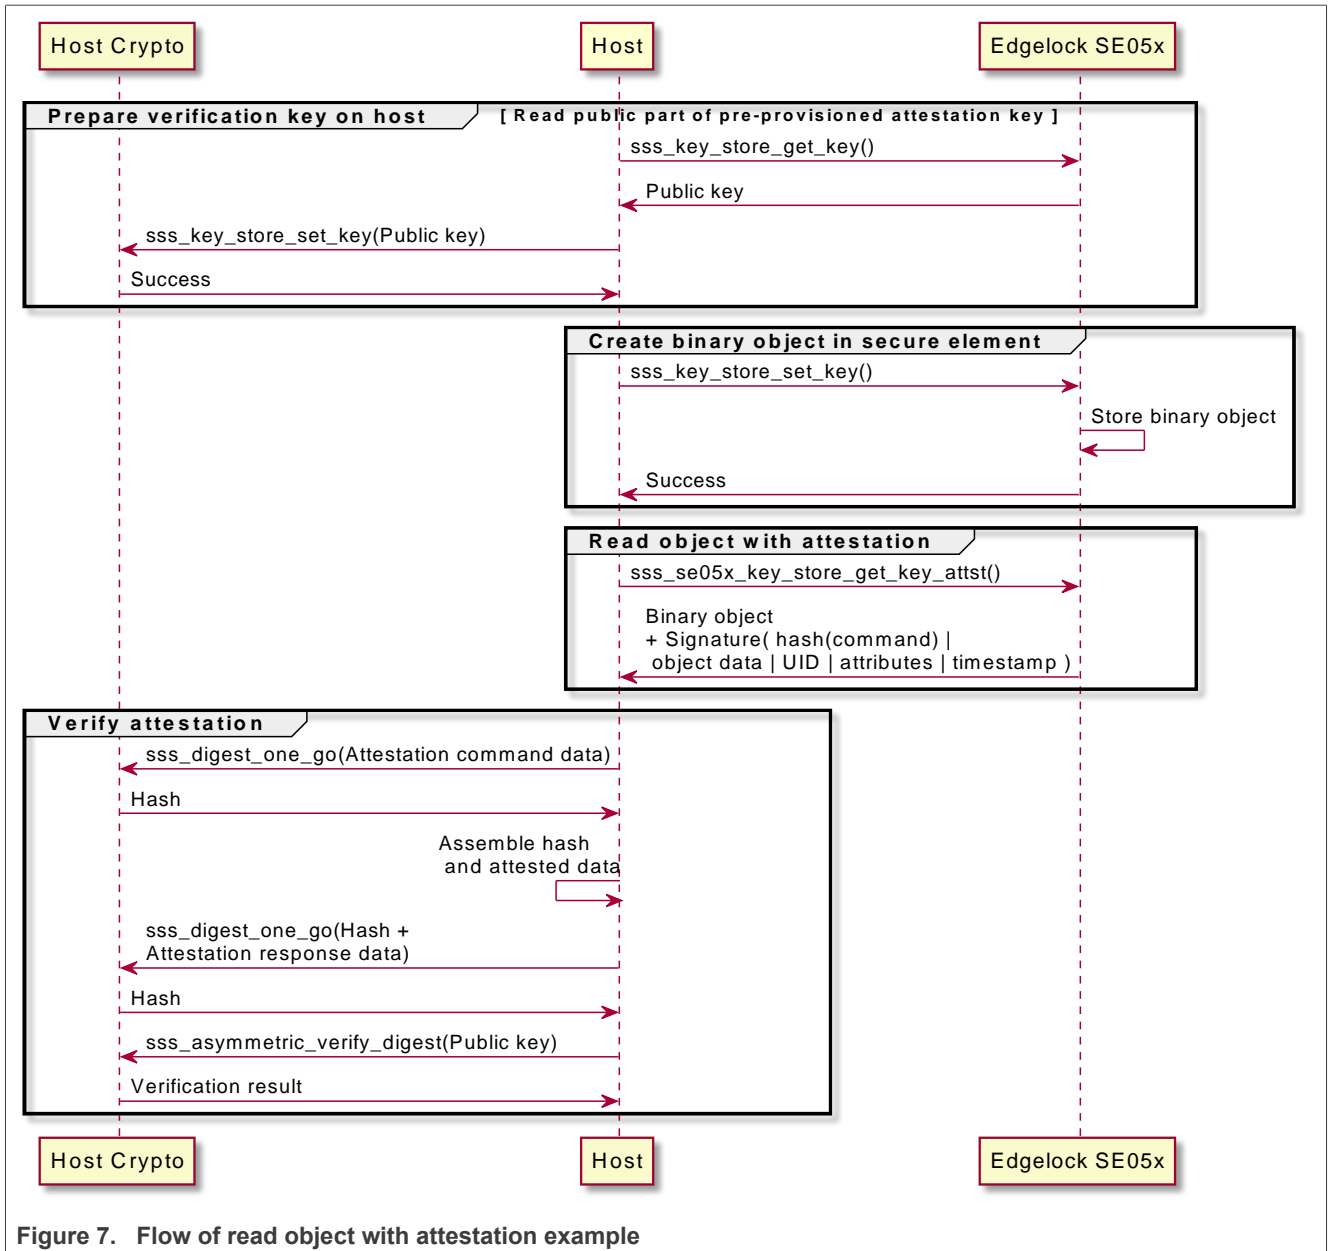 Host Crypto
Host
Edgelock SE05x
Prepare verification key on host
[ Read public part of pre-provisioned attestation key ]
sss_key_store_get_key()
Public key
sss_key_store_set_key(Public key)
Success
Create binary object in secure element
sss_key_store_set_key()
Store binary object
Success
Read object with attestation
sss_se05x_key_store_get_key_attst()
Binary object
+ Signature( hash(command) |
object data | UID | attributes | timestamp )
Verify attestation
sss_digest_one_go(Attestation command data)
Hash
Assemble hash
and attested data
sss_digest_one_go(Hash +
Attestation response data)
Hash
sss_asymmetric_verify_digest(Public key)
Verification result
Host Crypto
Host
Edgelock SE05x
Figure 7. Flow of read object with attestation example